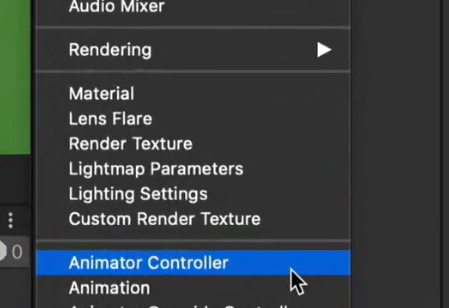 Audio Mixer
Rendering
Material
Lens Flare
Render Texture
Lightmap Parameters
Lighting Settings
Custom Render Texture
0
Animator Controller
Animation